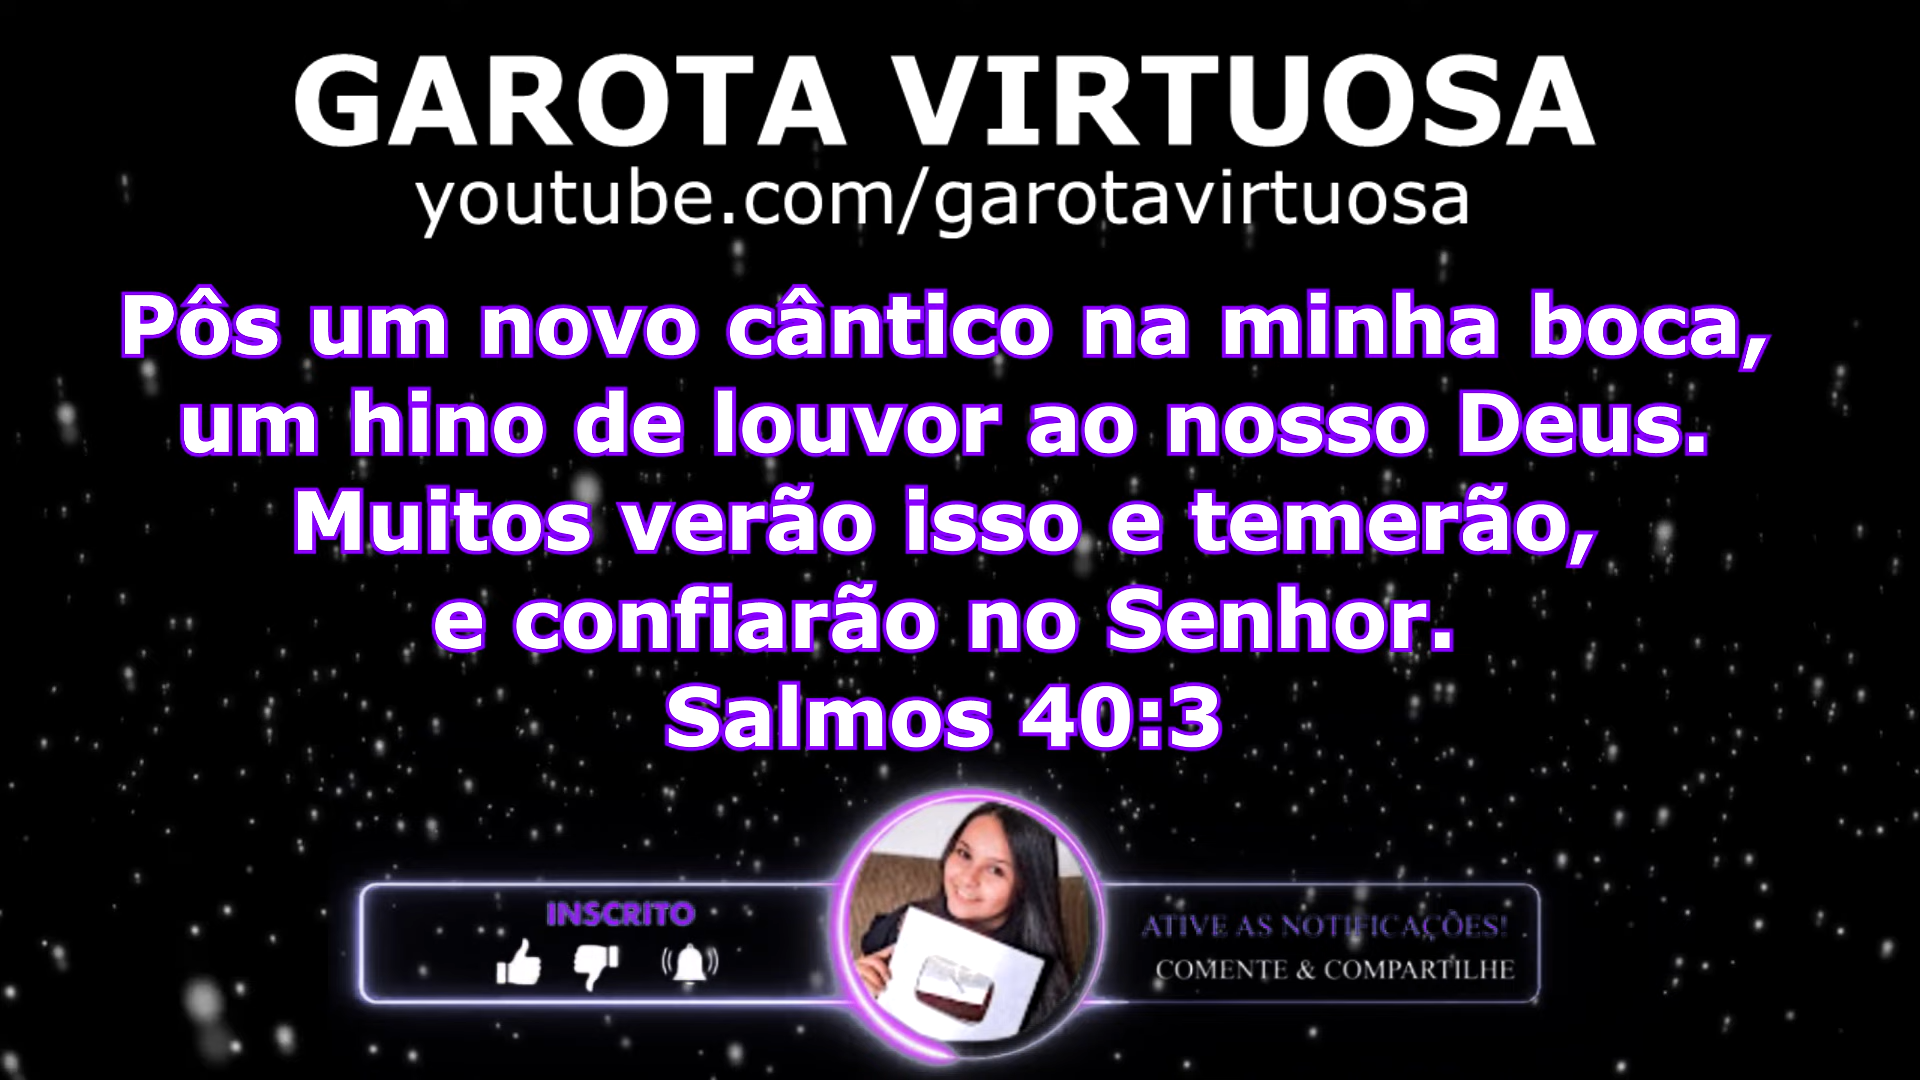 GAROTA VIRTUOSA
youtube.com/garotavirtuosa
Pôs um novo cântico na minha boca,
um hino de louvor ao nosso Deus.
Muitos verão isso e temerão,
e confiarão no Senhor.
Salmos 40:3
INSCRITO
ATIVE AS NOTIFICAÇÕES!
COMENTE & COMPARTILHE